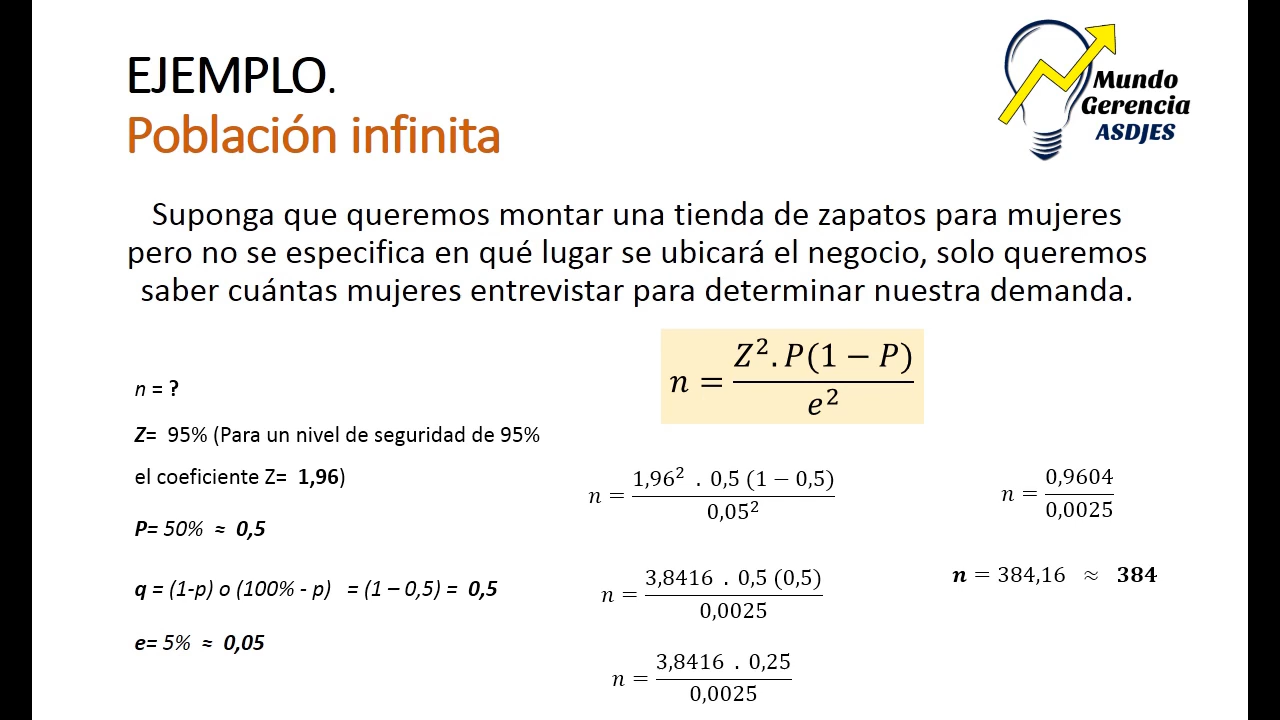 EJEMPLO.
Población infinita
Mundo
Gerencia
ASDJES
Suponga que queremos montar una tienda de zapatos para mujeres
pero no se especifica en qué lugar se ubicará el negocio, solo queremos
saber cuántas mujeres entrevistar para determinar nuestra demanda.
n = ?
Z= 95% (Para un nivel de seguridad de 95%
el coeficiente Z= 1,96)
P= 50% ≈ 0,5
q = (1-p) o (100% - p) = (1 – 0,5) = 0,5
e= 5% ≈ 0,05
n = Z². P(1 − P) / e²
n = 1,96² . 0,5 (1 − 0,5) / 0,05²
n = 3,8416 . 0,5 (0,5) / 0,0025
n = 3,8416 . 0,25 / 0,0025
n = 0,9604 / 0,0025
n = 384,16 ≈ 384